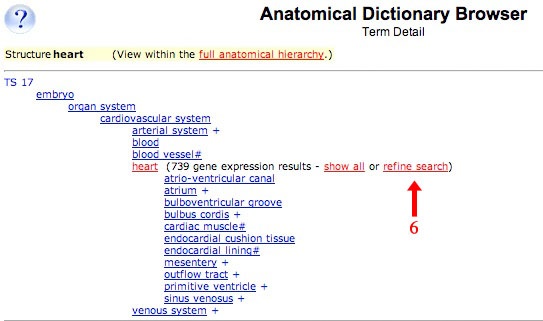 ?
Anatomical Dictionary Browser
Term Detail
Structure heart (View within the full anatomical hierarchy.)
TS 17
embryo
organ system
cardiovascular system
arterial system +
blood
blood vessel#
heart (739 gene expression results - show all or refine search)
atrio-ventricular canal
atrium +
bulboventricular groove
bulbus cordis +
cardiac muscle#
endocardial cushion tissue
endocardial lining#
mesentery +
outflow tract +
primitive ventricle +
sinus venosus +
venous system +
6